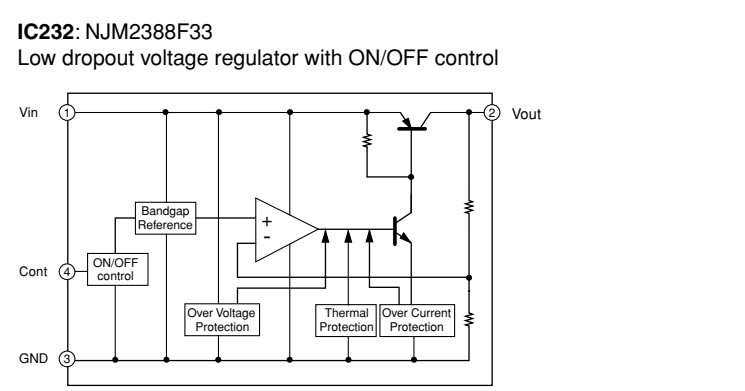 IC232: NJM2388F33
Low dropout voltage regulator with ON/OFF control
Vin
1
2
Vout
Bandgap
Reference
+
-
ON/OFF
control
Cont
4
Over Voltage
Protection
Thermal
Protection
Over Current
Protection
GND
3